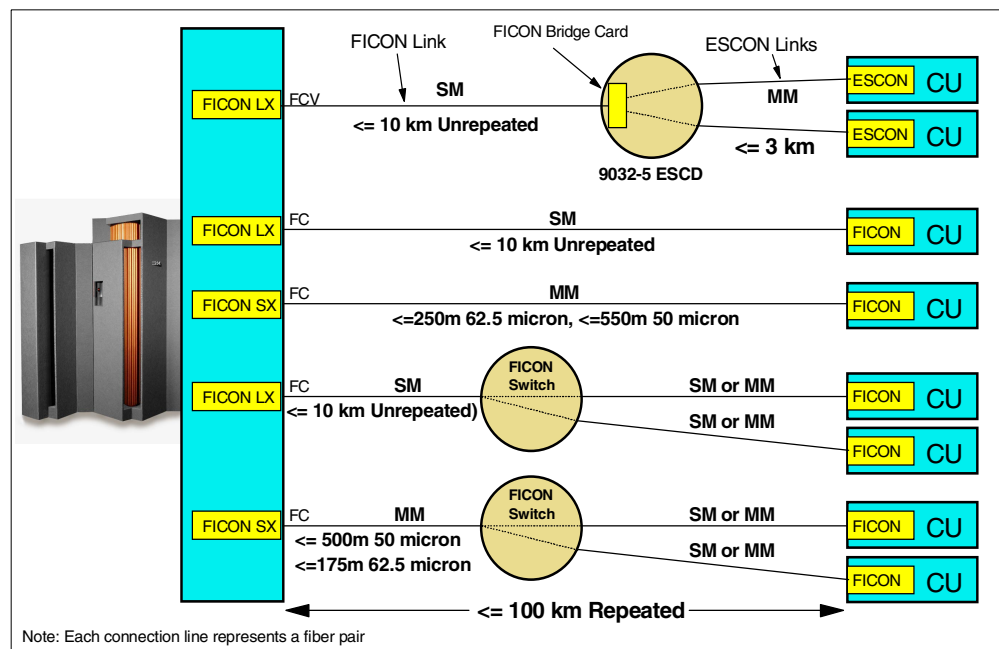 FICON Link
FICON Bridge Card
ESCON Links
FICON LX
FCV
SM
<= 10 km Unrepeated
9032-5 ESCD
MM
<= 3 km
ESCON
CU
ESCON
CU
FICON LX
FC
SM
<= 10 km Unrepeated
FICON
CU
FICON SX
FC
MM
<=250m 62.5 micron, <=550m 50 micron
FICON
CU
FICON LX
FC
SM
<= 10 km Unrepeated)
FICON
Switch
SM or MM
SM or MM
FICON
CU
FICON
CU
FICON SX
FC
MM
<= 500m 50 micron
<=175m 62.5 micron
FICON
Switch
SM or MM
SM or MM
FICON
CU
FICON
CU
<= 100 km Repeated
Note: Each connection line represents a fiber pair